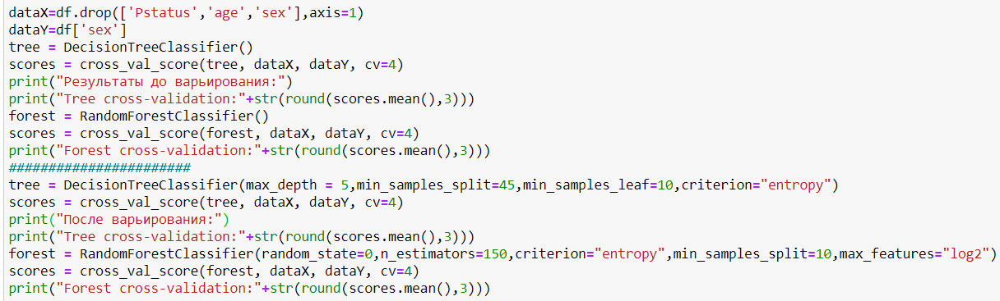 dataX=df.drop(['Pstatus','age','sex'],axis=1)
dataY=df['sex']
tree = DecisionTreeClassifier()
scores = cross_val_score(tree, dataX, dataY, cv=4)
print("Результаты до варьирования:")
print("Tree cross-validation:"+str(round(scores.mean(),3)))
forest = RandomForestClassifier()
scores = cross_val_score(forest, dataX, dataY, cv=4)
print("Forest cross-validation:"+str(round(scores.mean(),3)))
#######################
tree = DecisionTreeClassifier(max_depth = 5,min_samples_split=45,min_samples_leaf=10,criterion="entropy")
scores = cross_val_score(tree, dataX, dataY, cv=4)
print("После варьирования:")
print("Tree cross-validation:"+str(round(scores.mean(),3)))
forest = RandomForestClassifier(random_state=0,n_estimators=150,criterion="entropy",min_samples_split=10,max_features="log2")
scores = cross_val_score(forest, dataX, dataY, cv=4)
print("Forest cross-validation:"+str(round(scores.mean(),3)))